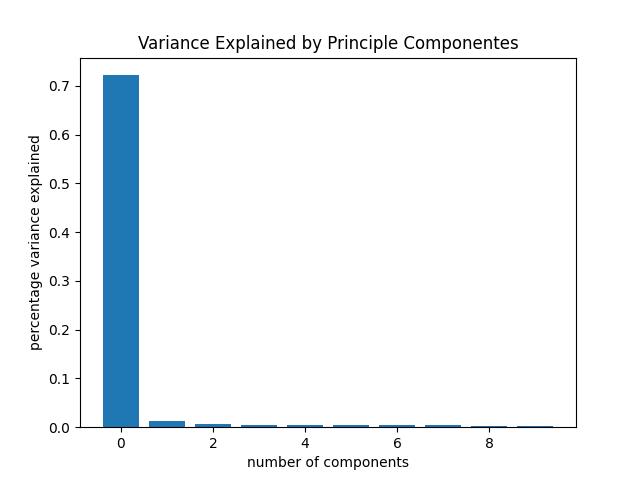 Variance Explained by Principle Componentes
percentage variance explained
0.7
0.6
0.5
0.4
0.3
0.2
0.1
0.0
0 2 4 6 8
number of components